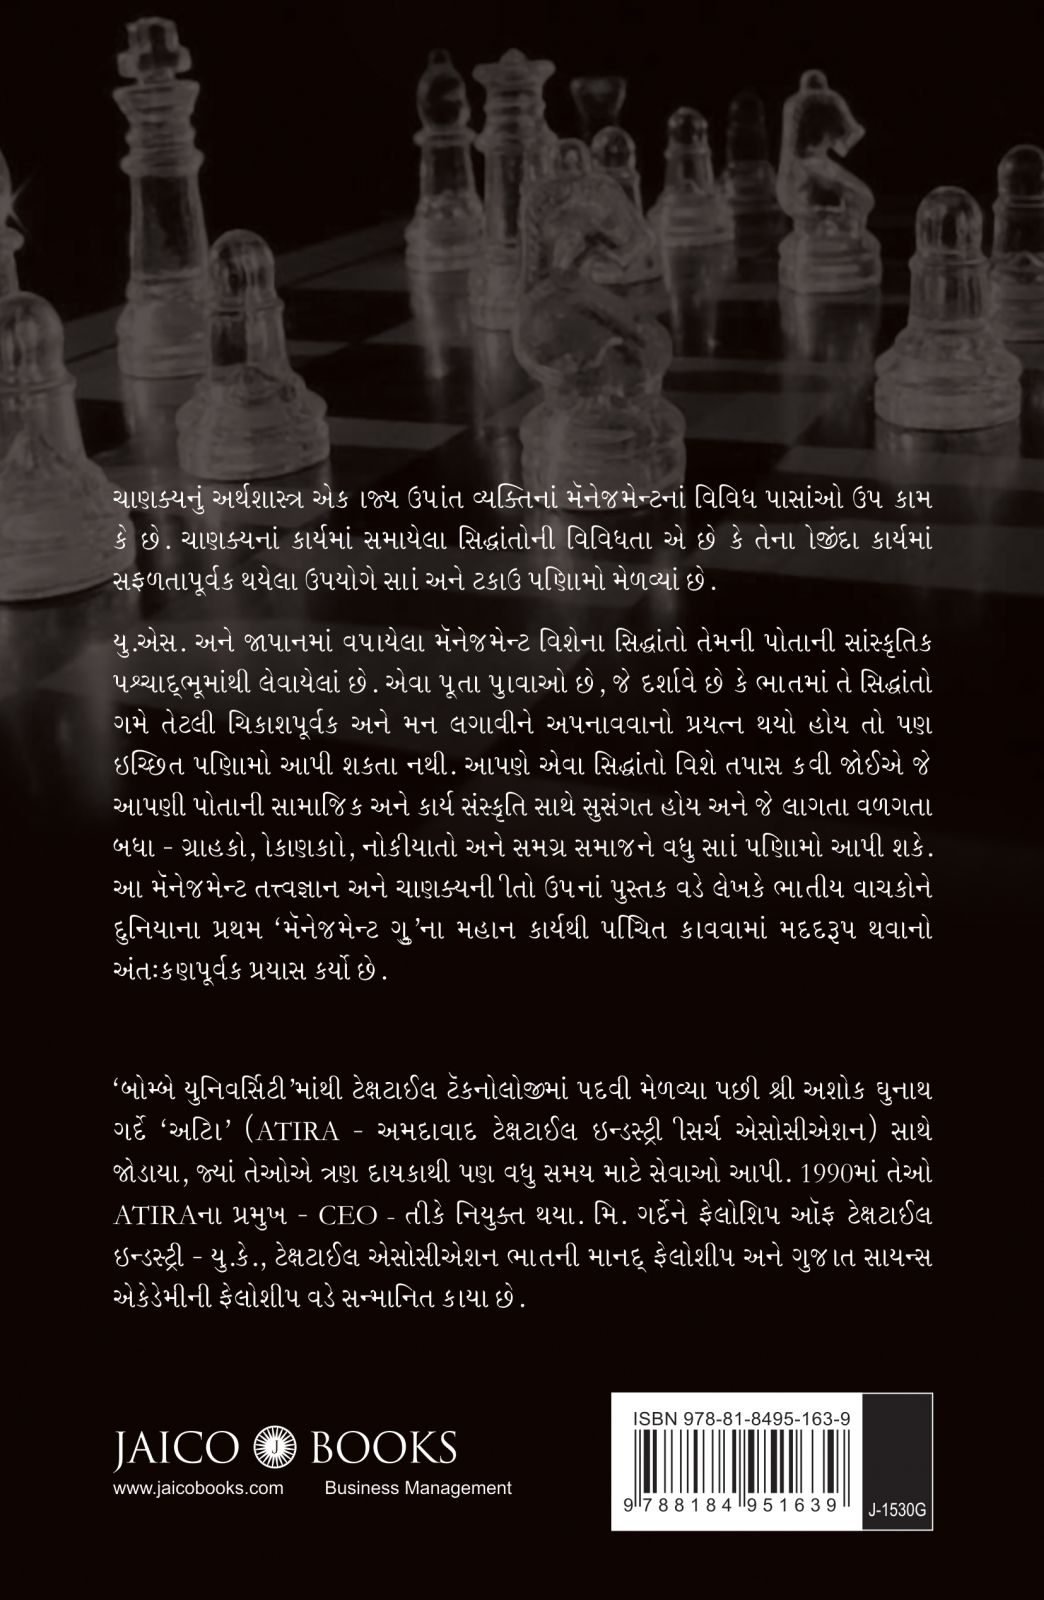 ચાણક્યનું અર્થશાસ્ત્ર એક ાજ્ય ઉપાંત વ્યક્તિનાં મૅનેજમેન્ટનાં વિવિધ પાસાંઓ ઉપ કામ
કે છે. ચાણક્યનાં કાર્યમાં સમાયેલા સિદ્ધાંતોની વિવિધતા એ છે કે તેના ોજીંદા કાર્યમાં
સફળતાપૂર્વક થયેલા ઉપયોગે સાાં અને ટકાઉ પણિામો મેળવ્યાં છે.
યુ.એસ. અને જાપાનમાં વપાયેલા મૅનેજમેન્ટ વિશેના સિદ્ધાંતો તેમની પોતાની સાંસ્કૃતિક
પશ્ચાદ્ભૂમાંથી લેવાયેલાં છે. એવા પૂતા પુાવાઓ છે, જે દર્શાવે છે કે ભાતમાં તે સિદ્ધાંતો
ગમે તેટલી ચિકાશપૂર્વક અને મન લગાવીને અપનાવવાનો પ્રયત્ન થયો હોય તો પણ
ઇચ્છિત પણિામો આપી શકતા નથી. આપણે એવા સિદ્ધાંતો વિશે તપાસ કવી જોઈએ જે
આપણી પોતાની સામાજિક અને કાર્ય સંસ્કૃતિ સાથે સુસંગત હોય અને જે લાગતા વળગતા
બધા - ગ્રાહકો, ોકાણકાો, નોકીયાતો અને સમગ્ર સમાજને વધુ સાાં પણિામો આપી શકે.
આ મૅનેજમેન્ટ તત્ત્વજ્ઞાન અને ચાણક્યની ીતો ઉપનાં પુસ્તક વડે લેખકે ભાતીય વાચકોને
દુનિયાના પ્રથમ ‘મૅનેજમેન્ટ ગુુ’ના મહાન કાર્યથી પચિિત કાવવામાં મદદરૂપ થવાનો
અંતઃકણપૂર્વક પ્રયાસ કર્યો છે.
‘બોમ્બે યુનિવર્સિટી’માંથી ટેક્ષટાઈલ ટૅકનોલોજીમાં પદવી મેળવ્યા પછી શ્રી અશોક ઘુનાથ
ગર્દે ‘અટિાિ’ (ATIRA - અમદાવાદ ટેક્ષટાઈલ ઇન્ડસ્ટ્રી ીસર્ચ એસોસીએશન) સાથે
જોડાયા, જ્યાં તેઓએ ત્રણ દાયકાથી પણ વધુ સમય માટે સેવાઓ આપી. 1990માં તેઓ
ATIRAના પ્રમુખ - CEO - તીકે નિયુક્ત થયા. મિ. ગર્દેને ફેલોશિપ ઑફ ટેક્ષટાઈલ
ઇન્ડસ્ટ્રી - યુ.કે., ટેક્ષટાઈલ એસોસીએશન ભાતની માનદ્ ફેલોશીપ અને ગુજાત સાયન્સ
એકેડેમીની ફેલોશીપ વડે સન્માનિત કાયા છે.
ISBN 978-81-8495-163-9
JAICO J BOOKS
www.jaicobooks.com Business Management
9 788184 951639
J-1530G